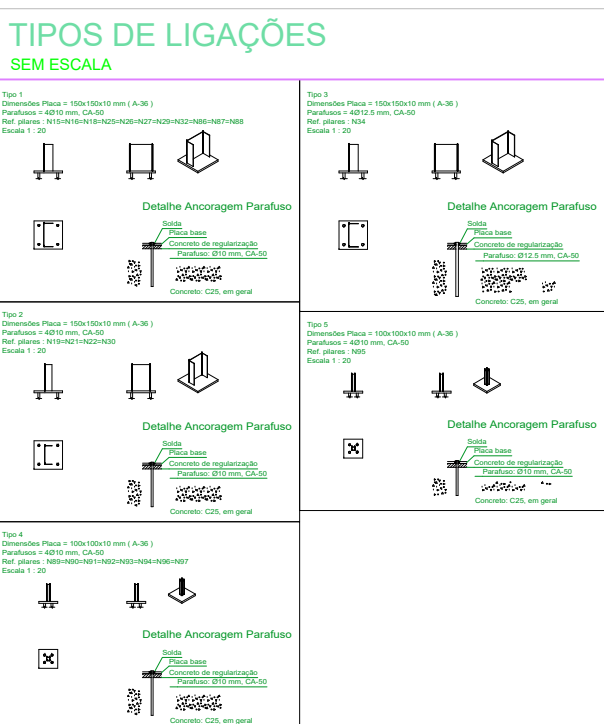 TIPOS DE LIGAÇÕES
SEM ESCALA
Tipo 1
Dimensões Placa = 150x150x10 mm ( A-36 )
Parafusos = 4Ø10 mm, CA-50
Ref. pilares : N15=N16=N18=N25=N26=N27=N29=N32=N86=N87=N88
Escala 1 : 20
Detalhe Ancoragem Parafuso
Solda
Placa base
Concreto de regularização
Parafuso: Ø10 mm, CA-50
Concreto: C25, em geral
Tipo 2
Dimensões Placa = 150x150x10 mm ( A-36 )
Parafusos = 4Ø10 mm, CA-50
Ref. pilares : N19=N21=N22=N30
Escala 1 : 20
Detalhe Ancoragem Parafuso
Solda
Placa base
Concreto de regularização
Parafuso: Ø10 mm, CA-50
Concreto: C25, em geral
Tipo 4
Dimensões Placa = 100x100x10 mm ( A-36 )
Parafusos = 4Ø10 mm, CA-50
Ref. pilares : N89=N90=N91=N92=N93=N94=N96=N97
Escala 1 : 20
Detalhe Ancoragem Parafuso
Solda
Placa base
Concreto de regularização
Parafuso: Ø10 mm, CA-50
Concreto: C25, em geral
Tipo 3
Dimensões Placa = 150x150x10 mm ( A-36 )
Parafusos = 4Ø12.5 mm, CA-50
Ref. pilares : N34
Escala 1 : 20
Detalhe Ancoragem Parafuso
Solda
Placa base
Concreto de regularização
Parafuso: Ø12.5 mm, CA-50
Concreto: C25, em geral
Tipo 5
Dimensões Placa = 100x100x10 mm ( A-36 )
Parafusos = 4Ø10 mm, CA-50
Ref. pilares : N95
Escala 1 : 20
Detalhe Ancoragem Parafuso
Solda
Placa base
Concreto de regularização
Parafuso: Ø10 mm, CA-50
Concreto: C25, em geral